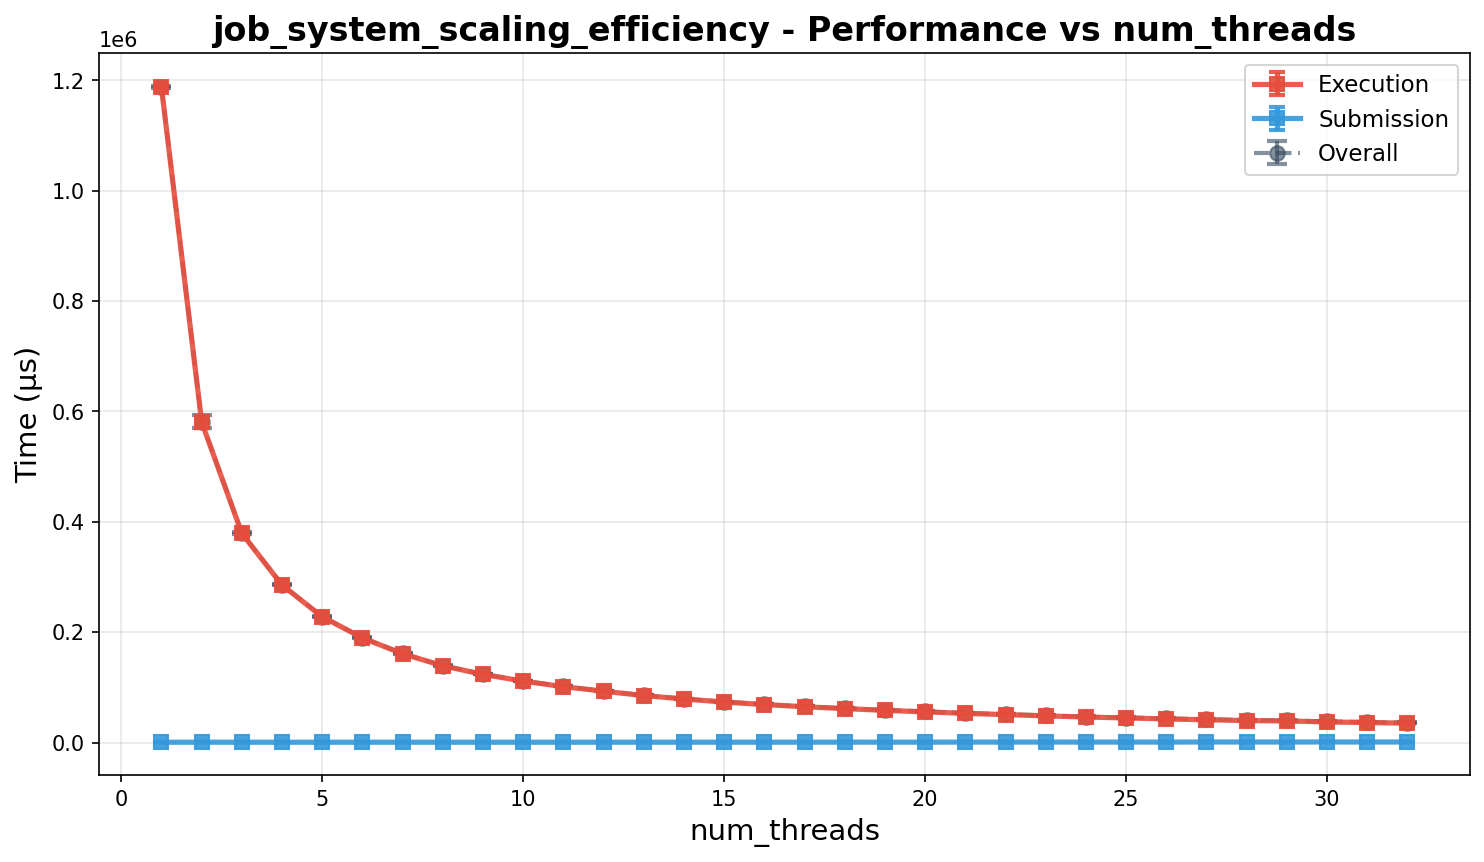 job_system_scaling_efficiency - Performance vs num_threads
1e6
Execution
Submission
Overall
1.2
1.0
0.8
0.6
0.4
0.2
0.0
Time (µs)
0 5 10 15 20 25 30
num_threads